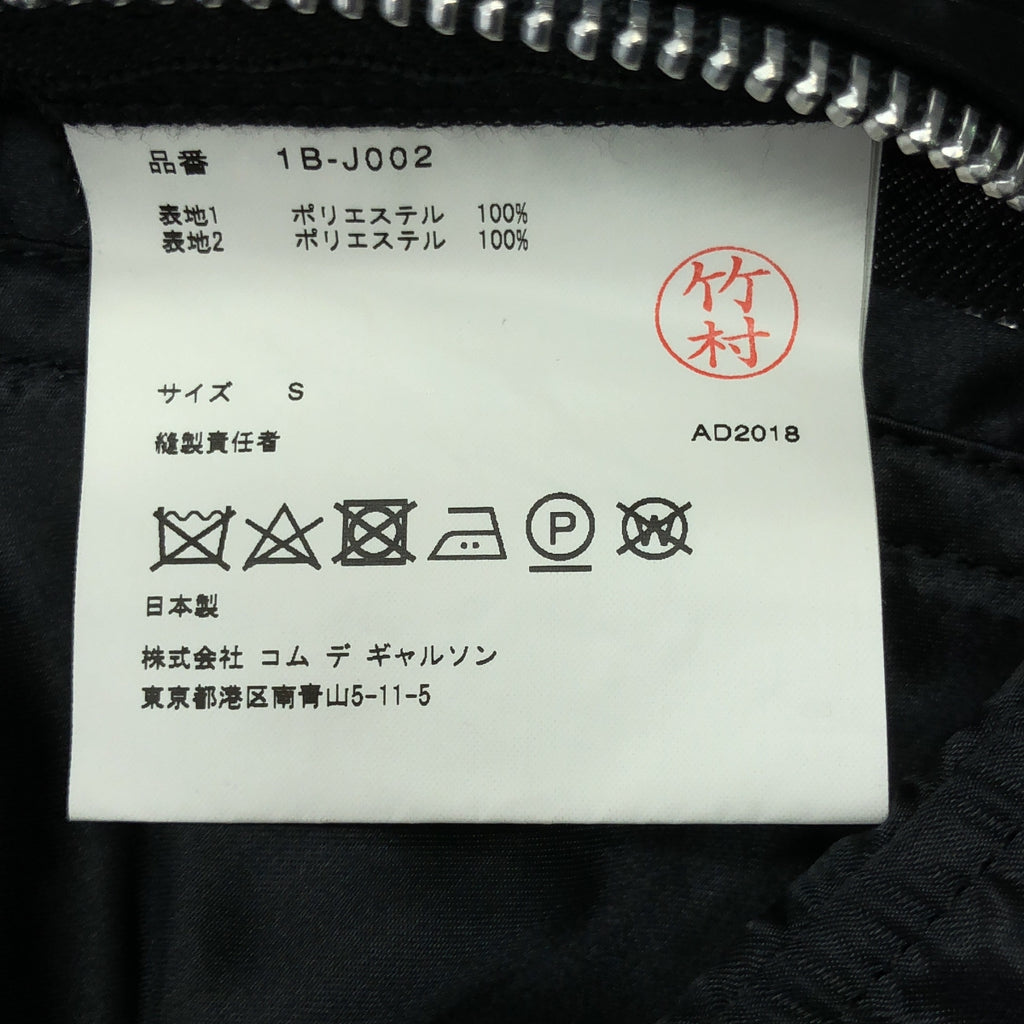 品番 1B-J002
表地1 ポリエステル 100%
表地2 ポリエステル 100%
竹村
サイズ S
縫製責任者
AD2018
P
W
日本製
株式会社 コム デ ギャルソン
東京都港区南青山5-11-5